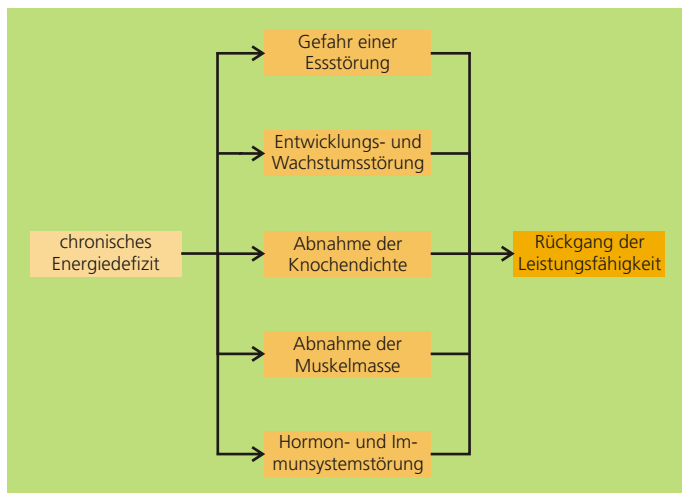 Gefahr einer
Essstörung
Entwicklungs- und
Wachstumsstörung
chronisches
Energiedefizit
Abnahme der
Knochendichte
Rückgang der
Leistungsfähigkeit
Abnahme der
Muskelmasse
Hormon- und Im-
munsystemstörung